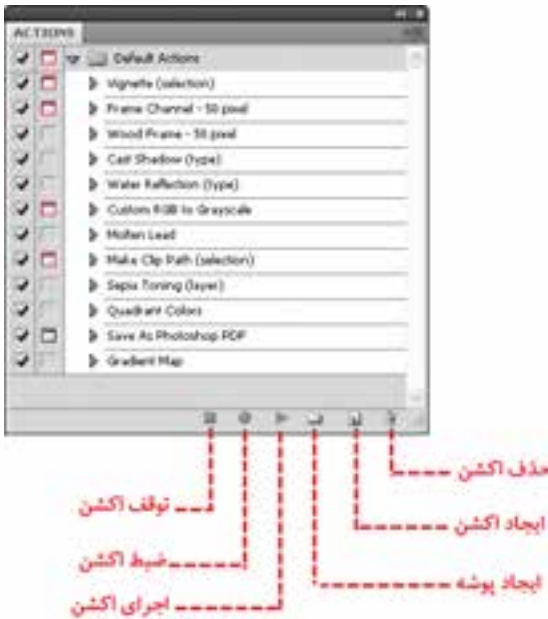 ACTIONS
Default Actions
Vignette (selection)
Frame Channel - 50 pixel
Wood Frame - 50 pixel
Cast Shadow (type)
Water Reflection (type)
Custom RGB to Grayscale
Molten Lead
Make Clip Path (selection)
Sepia Toning (layer)
Quadrant Colors
Save As Photoshop PDF
Gradient Map
حذف اکشن
توقف اکشن
ایجاد اکشن
ضبط اکشن
ایجاد پوشه
اجرای اکشن